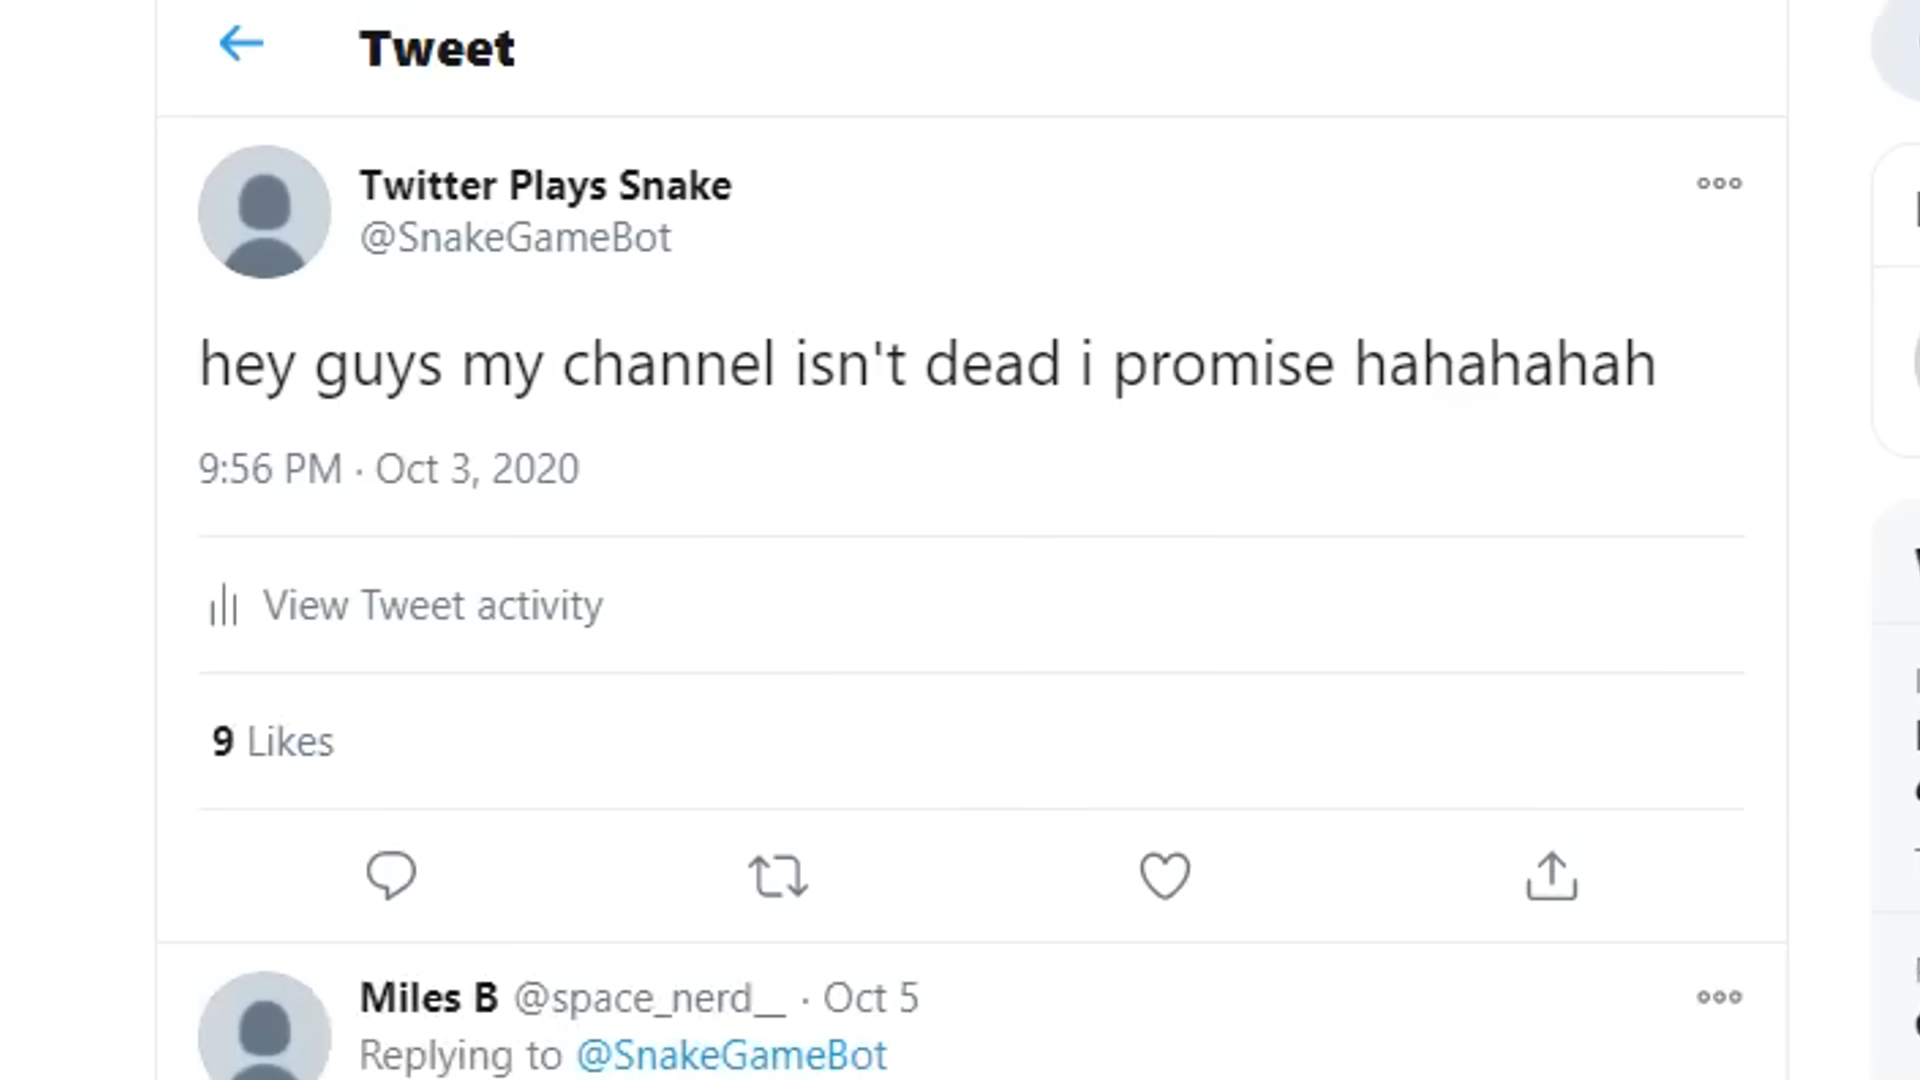 Tweet
Twitter Plays Snake
@SnakeGameBot
hey guys my channel isn't dead i promise hahahahah
9:56 PM · Oct 3, 2020
View Tweet activity
9 Likes
Miles B @space_nerd__ · Oct 5
Replying to @SnakeGameBot